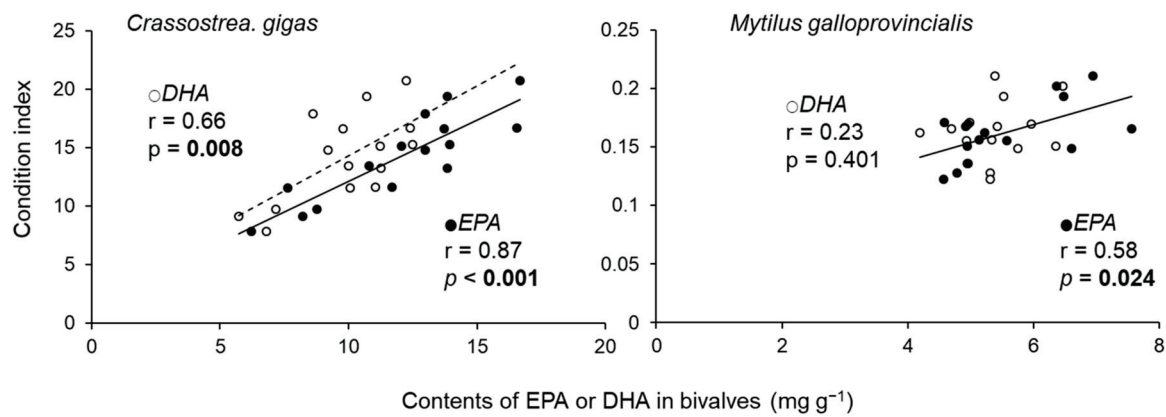 Crassostrea. gigas
Condition index
25
20
15
10
5
0
○DHA
r = 0.66
p = 0.008
●EPA
r = 0.87
p < 0.001
0 5 10 15 20
Mytilus galloprovincialis
0.25
0.2
0.15
0.1
0.05
0
○DHA
r = 0.23
p = 0.401
●EPA
r = 0.58
p = 0.024
0 2 4 6 8
Contents of EPA or DHA in bivalves (mg g⁻¹)